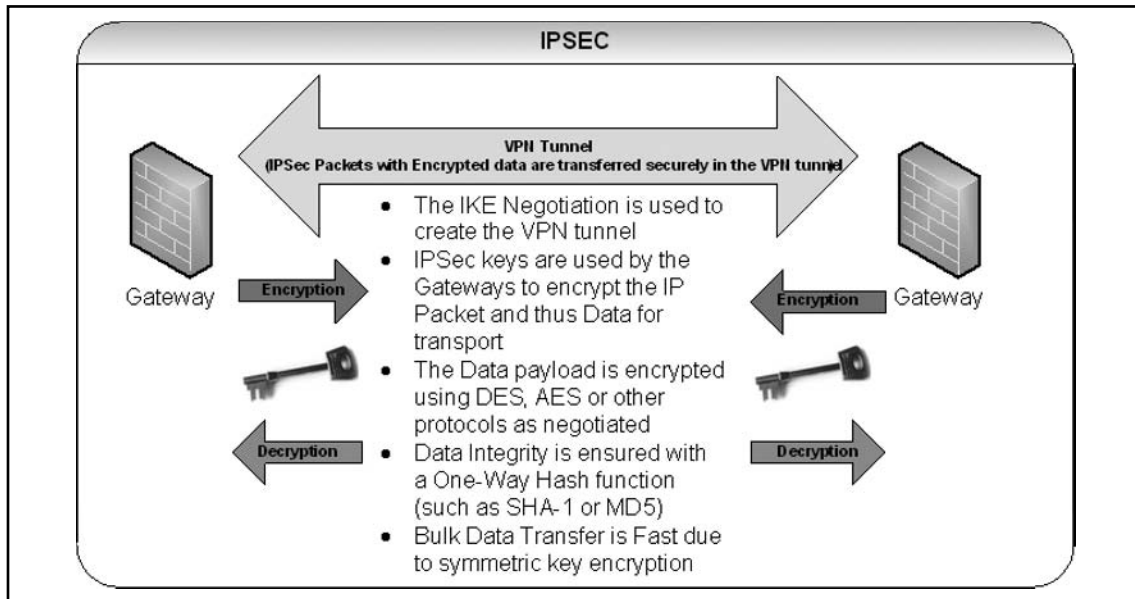 IPSEC
VPN Tunnel
(IPSec Packets with Encrypted data are transferred securely in the VPN tunnel)
• The IKE Negotiation is used to
create the VPN tunnel
• IPSec keys are used by the
Gateways to encrypt the IP
Packet and thus Data for
transport
• The Data payload is encrypted
using DES, AES or other
protocols as negotiated
• Data Integrity is ensured with
a One-Way Hash function
(such as SHA-1 or MD5)
• Bulk Data Transfer is Fast due
to symmetric key encryption
Gateway
Encryption
Decryption
Encryption
Gateway
Decryption